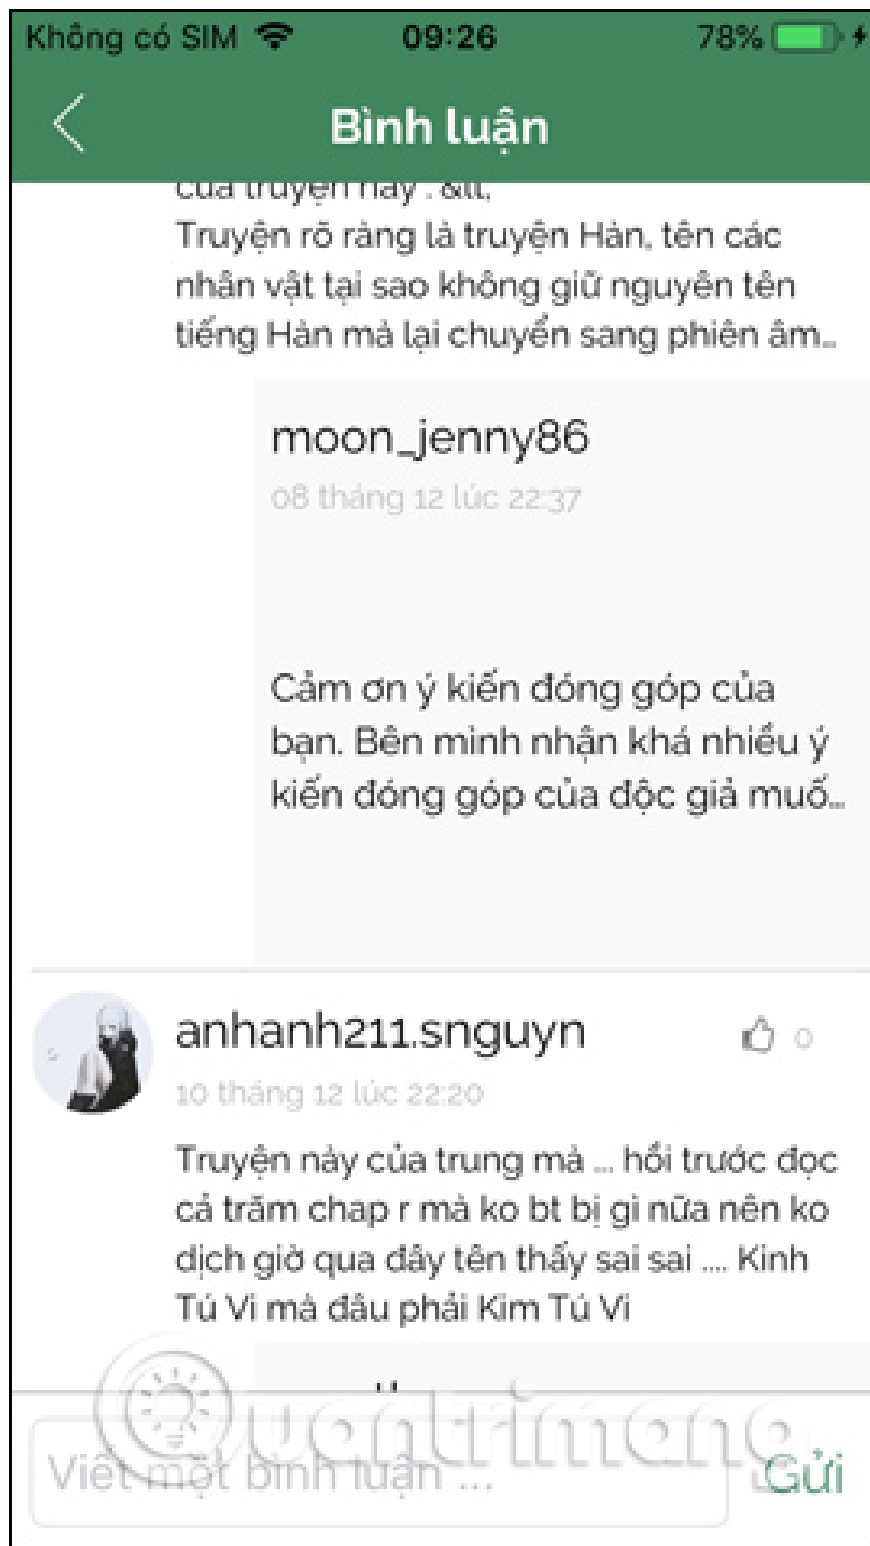 Không có SIM 09:26 78%
Bình luận
của truyện này . &lt;
Truyện rõ ràng là truyện Hàn, tên các
nhân vật tại sao không giữ nguyên tên
tiếng Hàn mà lại chuyển sang phiên âm...
moon_jenny86
08 tháng 12 lúc 22:37
Cảm ơn ý kiến đóng góp của
bạn. Bên mình nhận khá nhiều ý
kiến đóng góp của độc giả muố...
anhanh211.snguyn 0
10 tháng 12 lúc 22:20
Truyện này của trung mà ... hồi trước đọc
cả trăm chap r mà ko bt bị gì nữa nên ko
dịch giờ qua đây tên thấy sai sai .... Kinh
Tú Vi mà đâu phải Kim Tú Vi
Quantrimang
Viết một bình luận ... Gửi